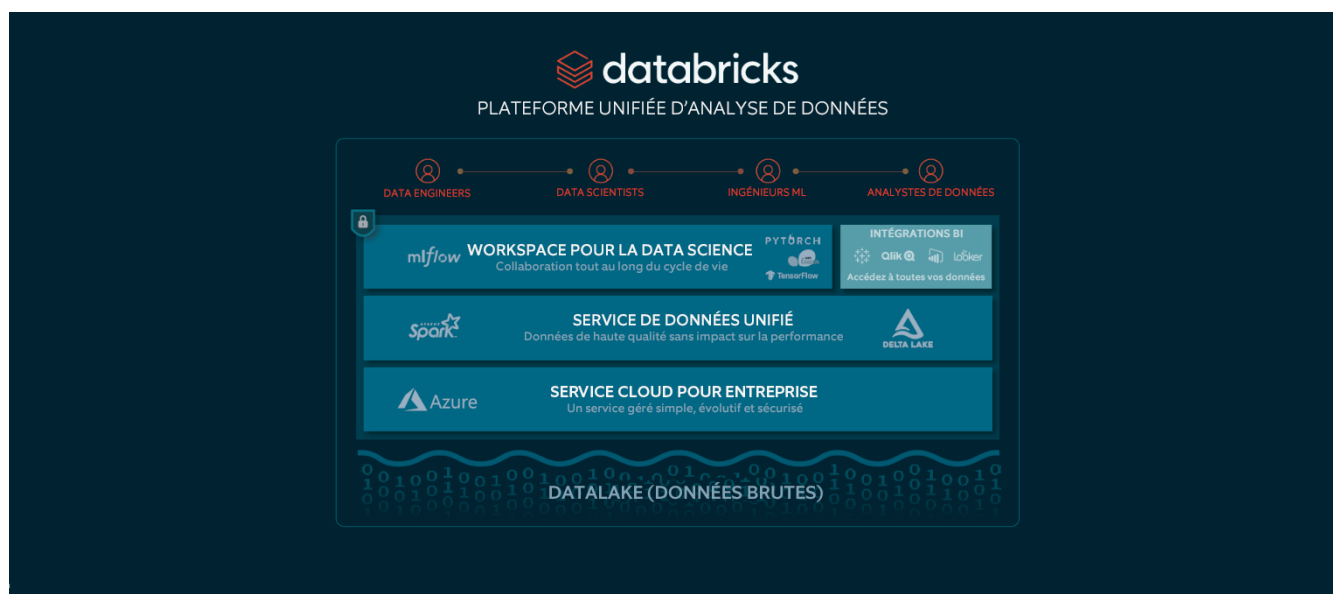 databricks
PLATEFORME UNIFIÉE D'ANALYSE DE DONNÉES
DATA ENGINEERS
DATA SCIENTISTS
INGÉNIEURS ML
ANALYSTES DE DONNÉES
mlflow
WORKSPACE POUR LA DATA SCIENCE
Collaboration tout au long du cycle de vie
PYTORCH
TensorFlow
INTÉGRATIONS BI
Qlik
looker
Accédez à toutes vos données
Spark
SERVICE DE DONNÉES UNIFIÉ
Données de haute qualité sans impact sur la performance
DELTA LAKE
Azure
SERVICE CLOUD POUR ENTREPRISE
Un service géré simple, évolutif et sécurisé
DATALAKE (DONNÉES BRUTES)